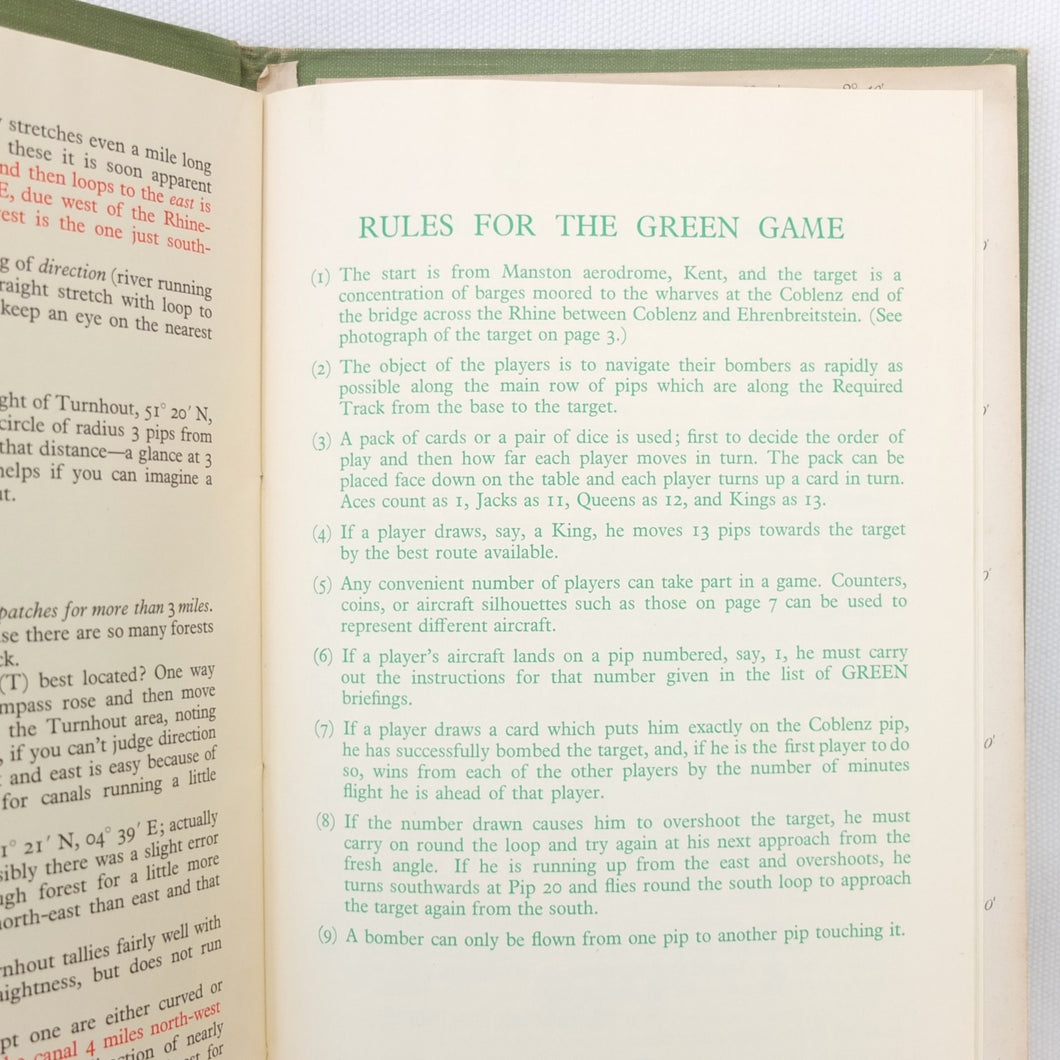 stretches even a mile long
these it is soon apparent
then loops to the east is
E, due west of the Rhine-
is the one just south-
of direction (river running
stretch with loop to
keep an eye on the nearest
of Turnhout, 51° 20′ N,
circle of radius 3 pips from
that distance—a glance at 3
helps if you can imagine a
patches for more than 3 miles.
there are so many forests
(T) best located? One way
rose and then move
the Turnhout area, noting
if you can't judge direction
and east is easy because of
for canals running a little
21′ N, 04° 39′ E; actually
there was a slight error
forest for a little more
than east and that
tallies fairly well with
but does not run
one are either curved or
canal 4 miles north-west
of nearly
for
RULES FOR THE GREEN GAME
(1) The start is from Manston aerodrome, Kent, and the target is a
concentration of barges moored to the wharves at the Coblenz end of
the bridge across the Rhine between Coblenz and Ehrenbreitstein. (See
photograph of the target on page 3.)
(2) The object of the players is to navigate their bombers as rapidly as
possible along the main row of pips which are along the Required
Track from the base to the target.
(3) A pack of cards or a pair of dice is used; first to decide the order of
play and then how far each player moves in turn. The pack can be
placed face down on the table and each player turns up a card in turn.
Aces count as 1, Jacks as 11, Queens as 12, and Kings as 13.
(4) If a player draws, say, a King, he moves 13 pips towards the target
by the best route available.
(5) Any convenient number of players can take part in a game. Counters,
coins, or aircraft silhouettes such as those on page 7 can be used to
represent different aircraft.
(6) If a player's aircraft lands on a pip numbered, say, 1, he must carry
out the instructions for that number given in the list of GREEN
briefings.
(7) If a player draws a card which puts him exactly on the Coblenz pip,
he has successfully bombed the target, and, if he is the first player to do
so, wins from each of the other players by the number of minutes
flight he is ahead of that player.
(8) If the number drawn causes him to overshoot the target, he must
carry on round the loop and try again at his next approach from the
fresh angle. If he is running up from the east and overshoots, he
turns southwards at Pip 20 and flies round the south loop to approach
the target again from the south.
(9) A bomber can only be flown from one pip to another pip touching it.